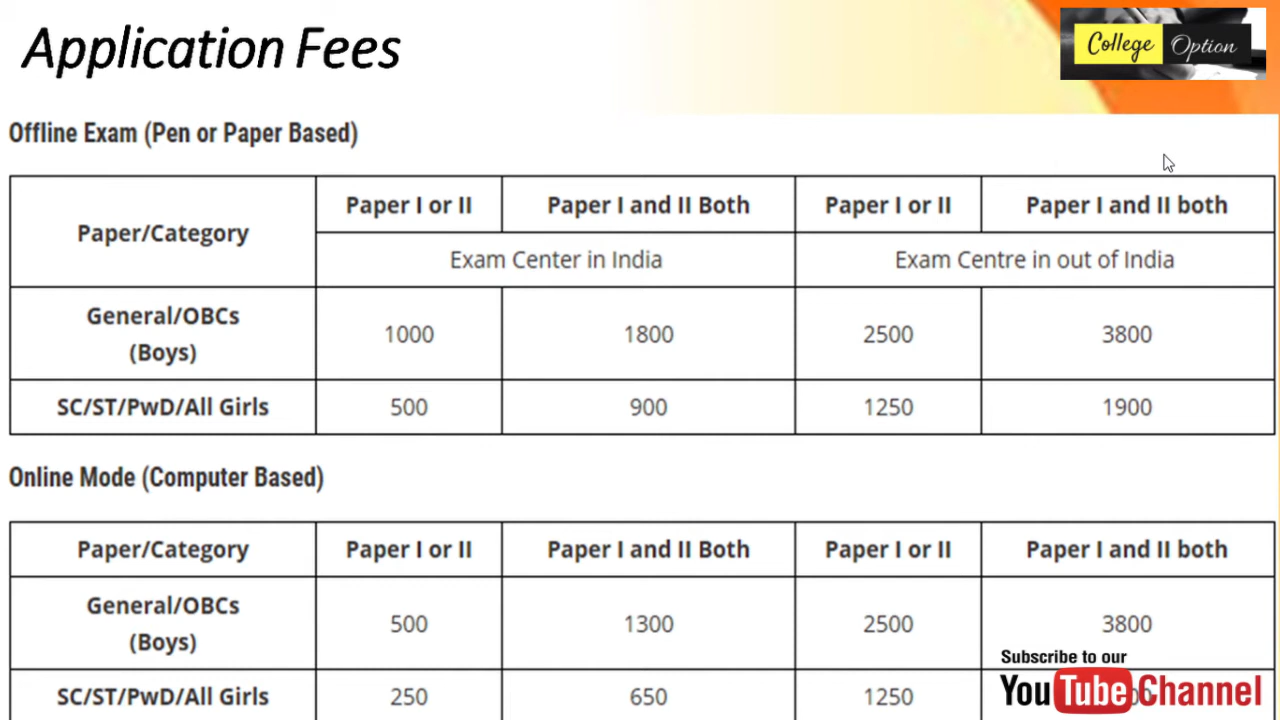 Application Fees
College Option
Offline Exam (Pen or Paper Based)
Paper/Category Paper I or II Paper I and II Both Paper I or II Paper I and II both
Exam Center in India Exam Centre in out of India
General/OBCs
(Boys) 1000 1800 2500 3800
SC/ST/PwD/All Girls 500 900 1250 1900
Online Mode (Computer Based)
Paper/Category Paper I or II Paper I and II Both Paper I or II Paper I and II both
General/OBCs
(Boys) 500 1300 2500 3800
SC/ST/PwD/All Girls 250 650 1250
Subscribe to our
YouTube Channel